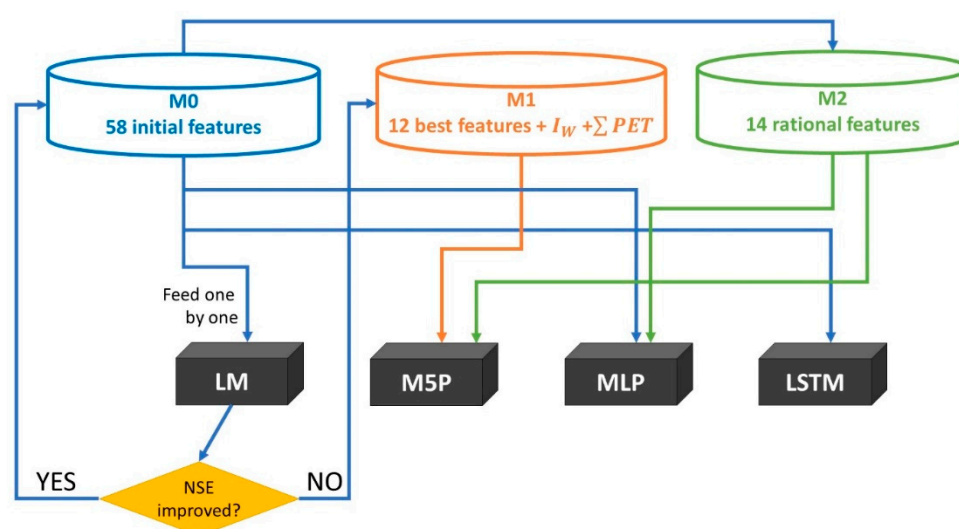 M0
58 initial features
M1
12 best features + I_W + ∑ PET
M2
14 rational features
Feed one
by one
LM
M5P
MLP
LSTM
YES
NSE
improved?
NO